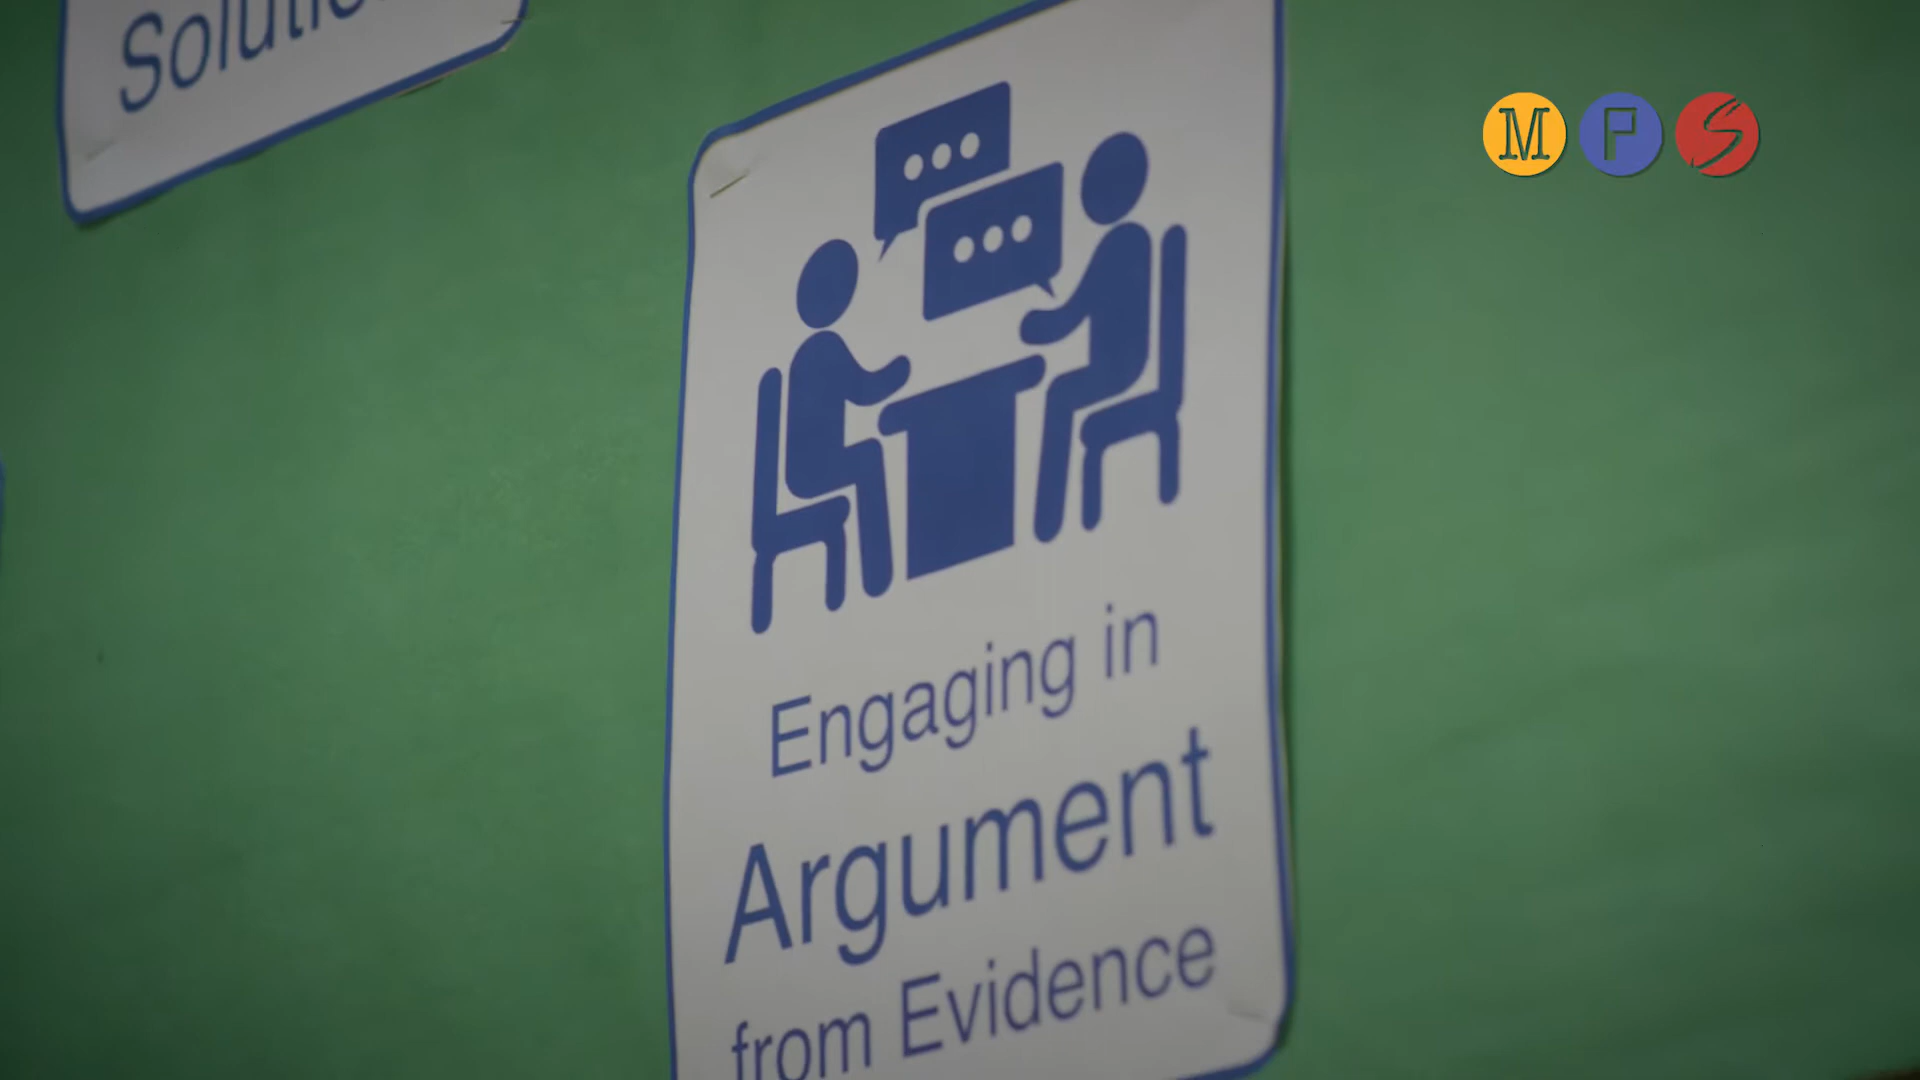 Engaging in
Argument
from Evidence
M P S